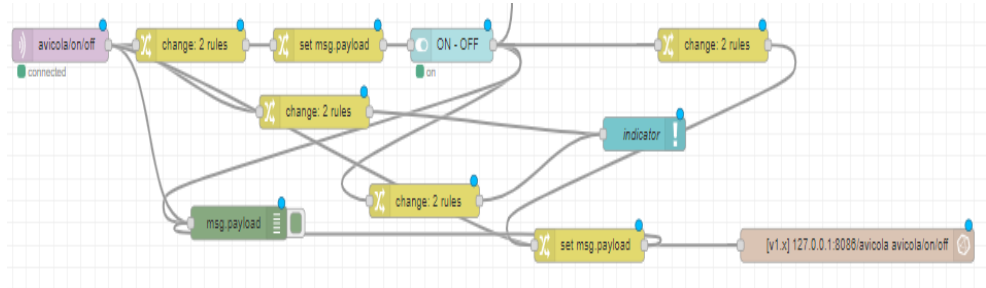 avicola/on/off
change: 2 rules
set msg.payload
ON - OFF
change: 2 rules
connected
on
change: 2 rules
indicator
change: 2 rules
msg.payload
set msg.payload
[v1.x] 127.0.0.1:8086/avicola avicola/on/off